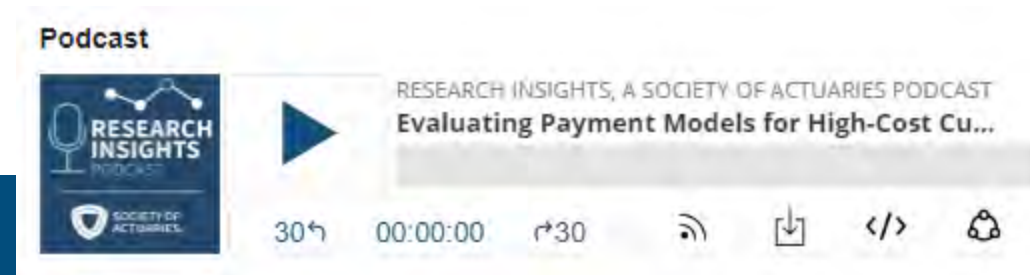 Podcast
RESEARCH INSIGHTS, A SOCIETY OF ACTUARIES PODCAST
Evaluating Payment Models for High-Cost Cu...
RESEARCH
INSIGHTS
PODCAST
SOCIETY OF
ACTUARIES.
30 00:00:00 30